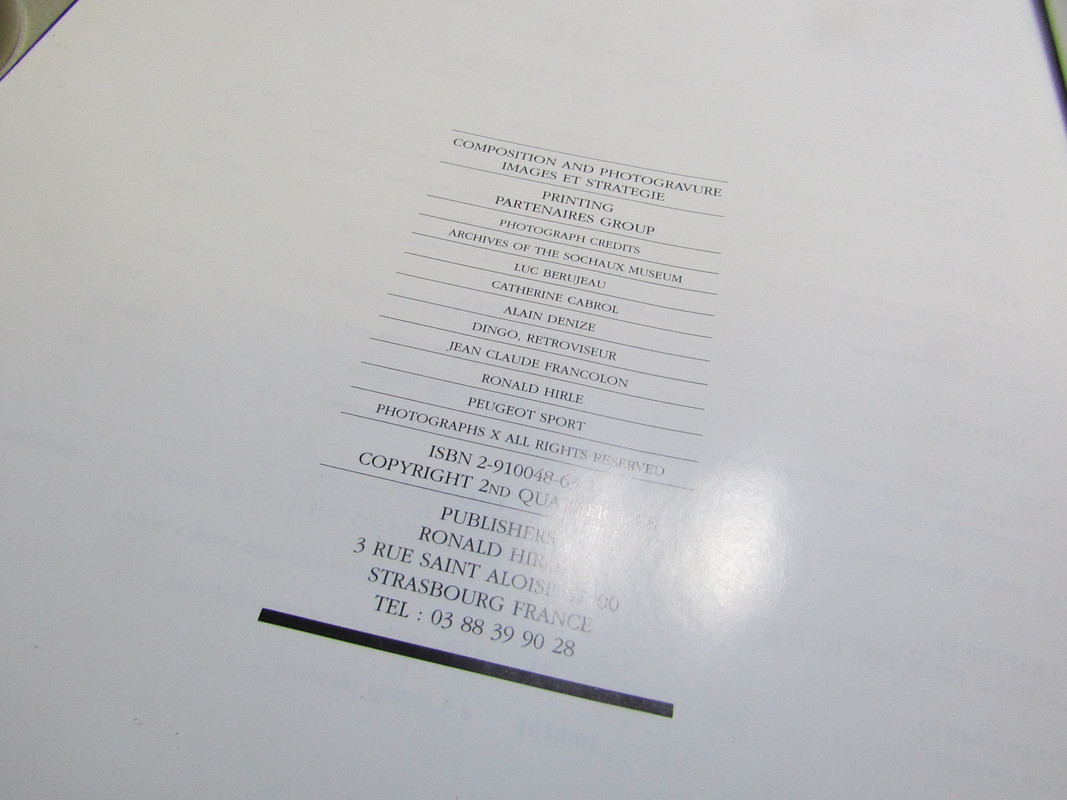 COMPOSITION AND PHOTOGRAVURE
IMAGES ET STRATEGIE
PRINTING
PARTENAIRES GROUP
PHOTOGRAPH CREDITS
ARCHIVES OF THE SOCHAUX MUSEUM
LUC BERUJEAU
CATHERINE CABROL
ALAIN DENIZE
DINGO, RETROVISEUR
JEAN CLAUDE FRANCOLON
RONALD HIRLE
PEUGEOT SPORT
PHOTOGRAPHS X ALL RIGHTS RESERVED
ISBN
COPYRIGHT 2ND
PUBLISHERS
RONALD
3 RUE SAINT ALOISE
STRASBOURG FRANCE
TEL : 03 88 39 90 28